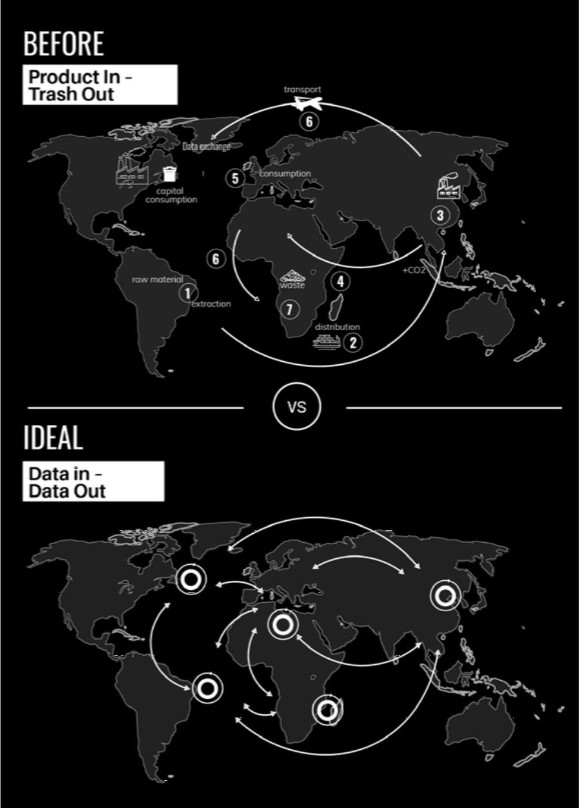 BEFORE
Product In –
Trash Out
transport
6
Data exchange
5
consumption
capital
consumption
3
6
raw material
1
extraction
waste
7
4
+CO2
distribution
2
VS
IDEAL
Data in –
Data Out